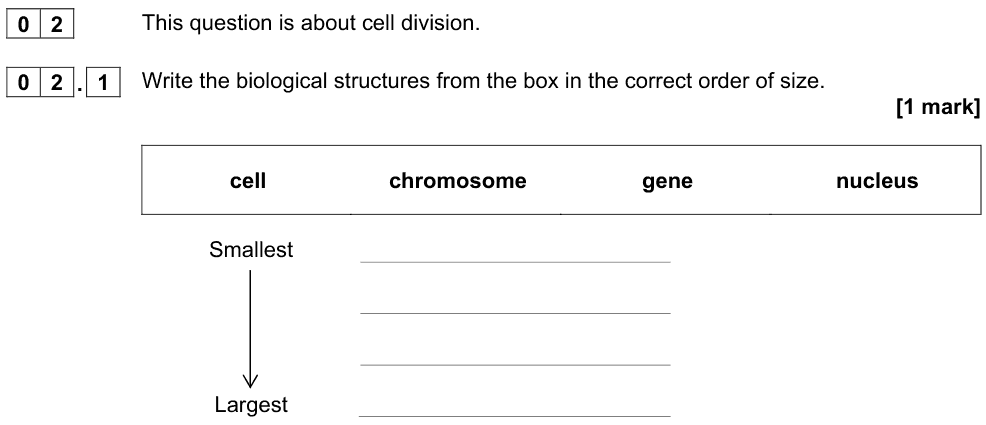 0 2 This question is about cell division.
0 2 . 1 Write the biological structures from the box in the correct order of size.
[1 mark]
cell chromosome gene nucleus
Smallest
Largest